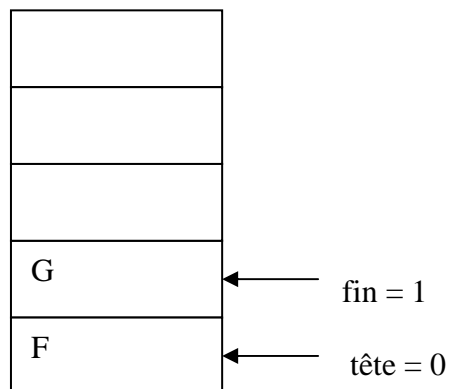 G
fin = 1
F
tête = 0